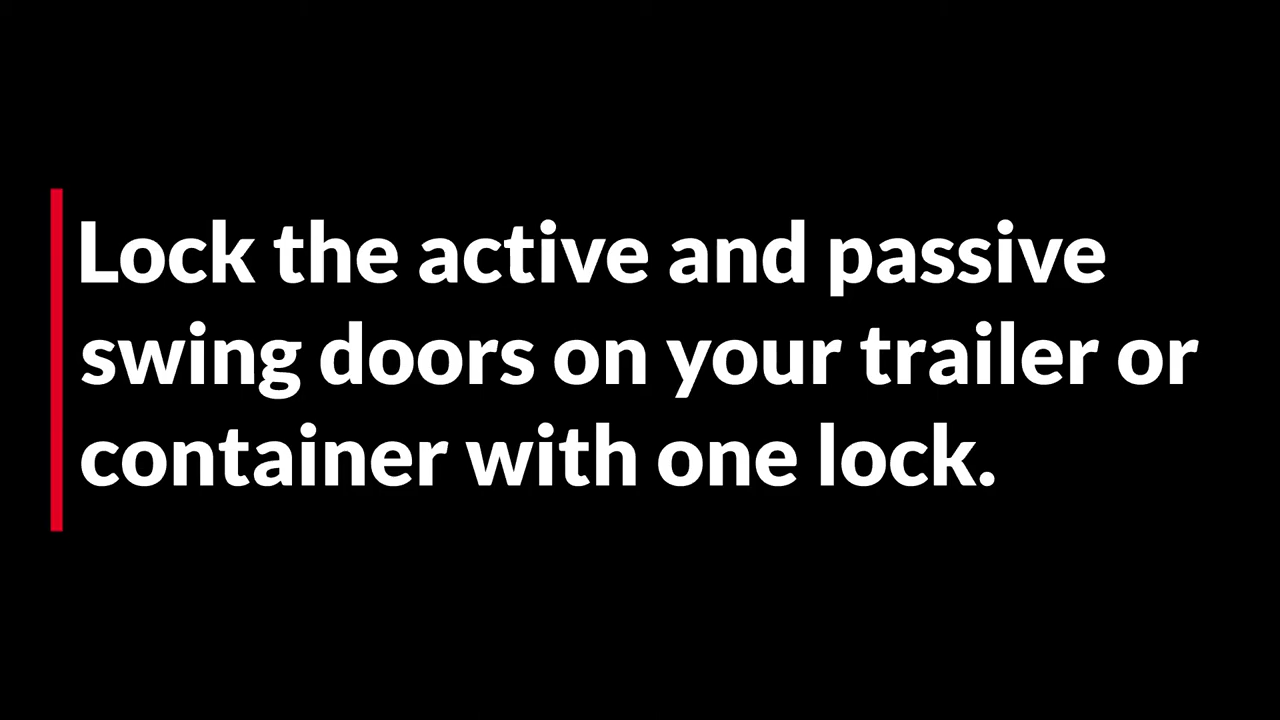 Lock the active and passive
swing doors on your trailer or
container with one lock.